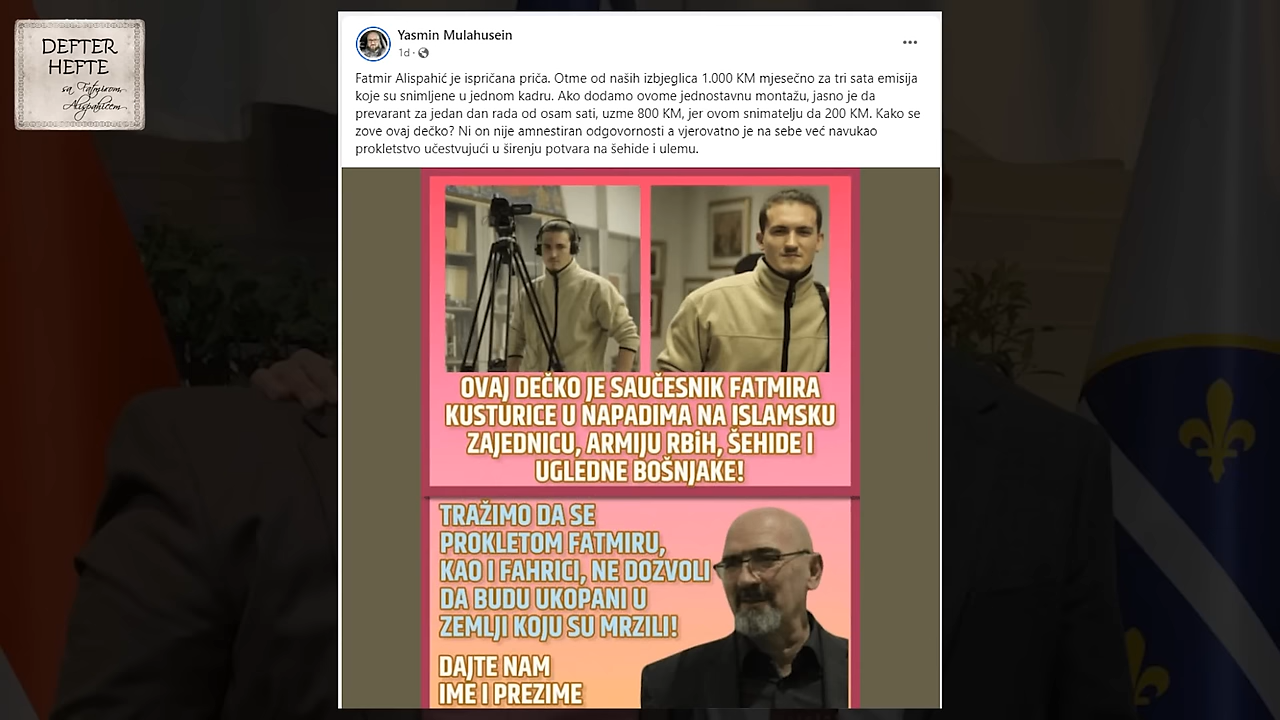 DEFTER
HEFTE
sa Fatmirom
Alispahićem
Yasmin Mulahusein
1d ·
Fatmir Alispahić je ispričana priča. Otme od naših izbjeglica 1.000 KM mjesečno za tri sata emisija
koje su snimljene u jednom kadru. Ako dodamo ovome jednostavnu montažu, jasno je da
prevarant za jedan dan rada od osam sati, uzme 800 KM, jer ovom snimatelju da 200 KM. Kako se
zove ovaj dečko? Ni on nije amnestiran odgovornosti a vjerovatno je na sebe već navukao
prokletstvo učestvujući u širenju potvara na šehide i ulemu.
OVAJ DEČKO JE SAUČESNIK FATMIRA
KUSTURICE U NAPADIMA NA ISLAMSKU
ZAJEDNICU, ARMIJU RBiH, ŠEHIDE I
UGLEDNE BOŠNJAKE!
TRAŽIMO DA SE
PROKLETOM FATMIRU,
KAO I FAHRICI, NE DOZVOLI
DA BUDU UKOPANI U
ZEMLJI KOJU SU MRZILI!
DAJTE NAM
IME I PREZIME